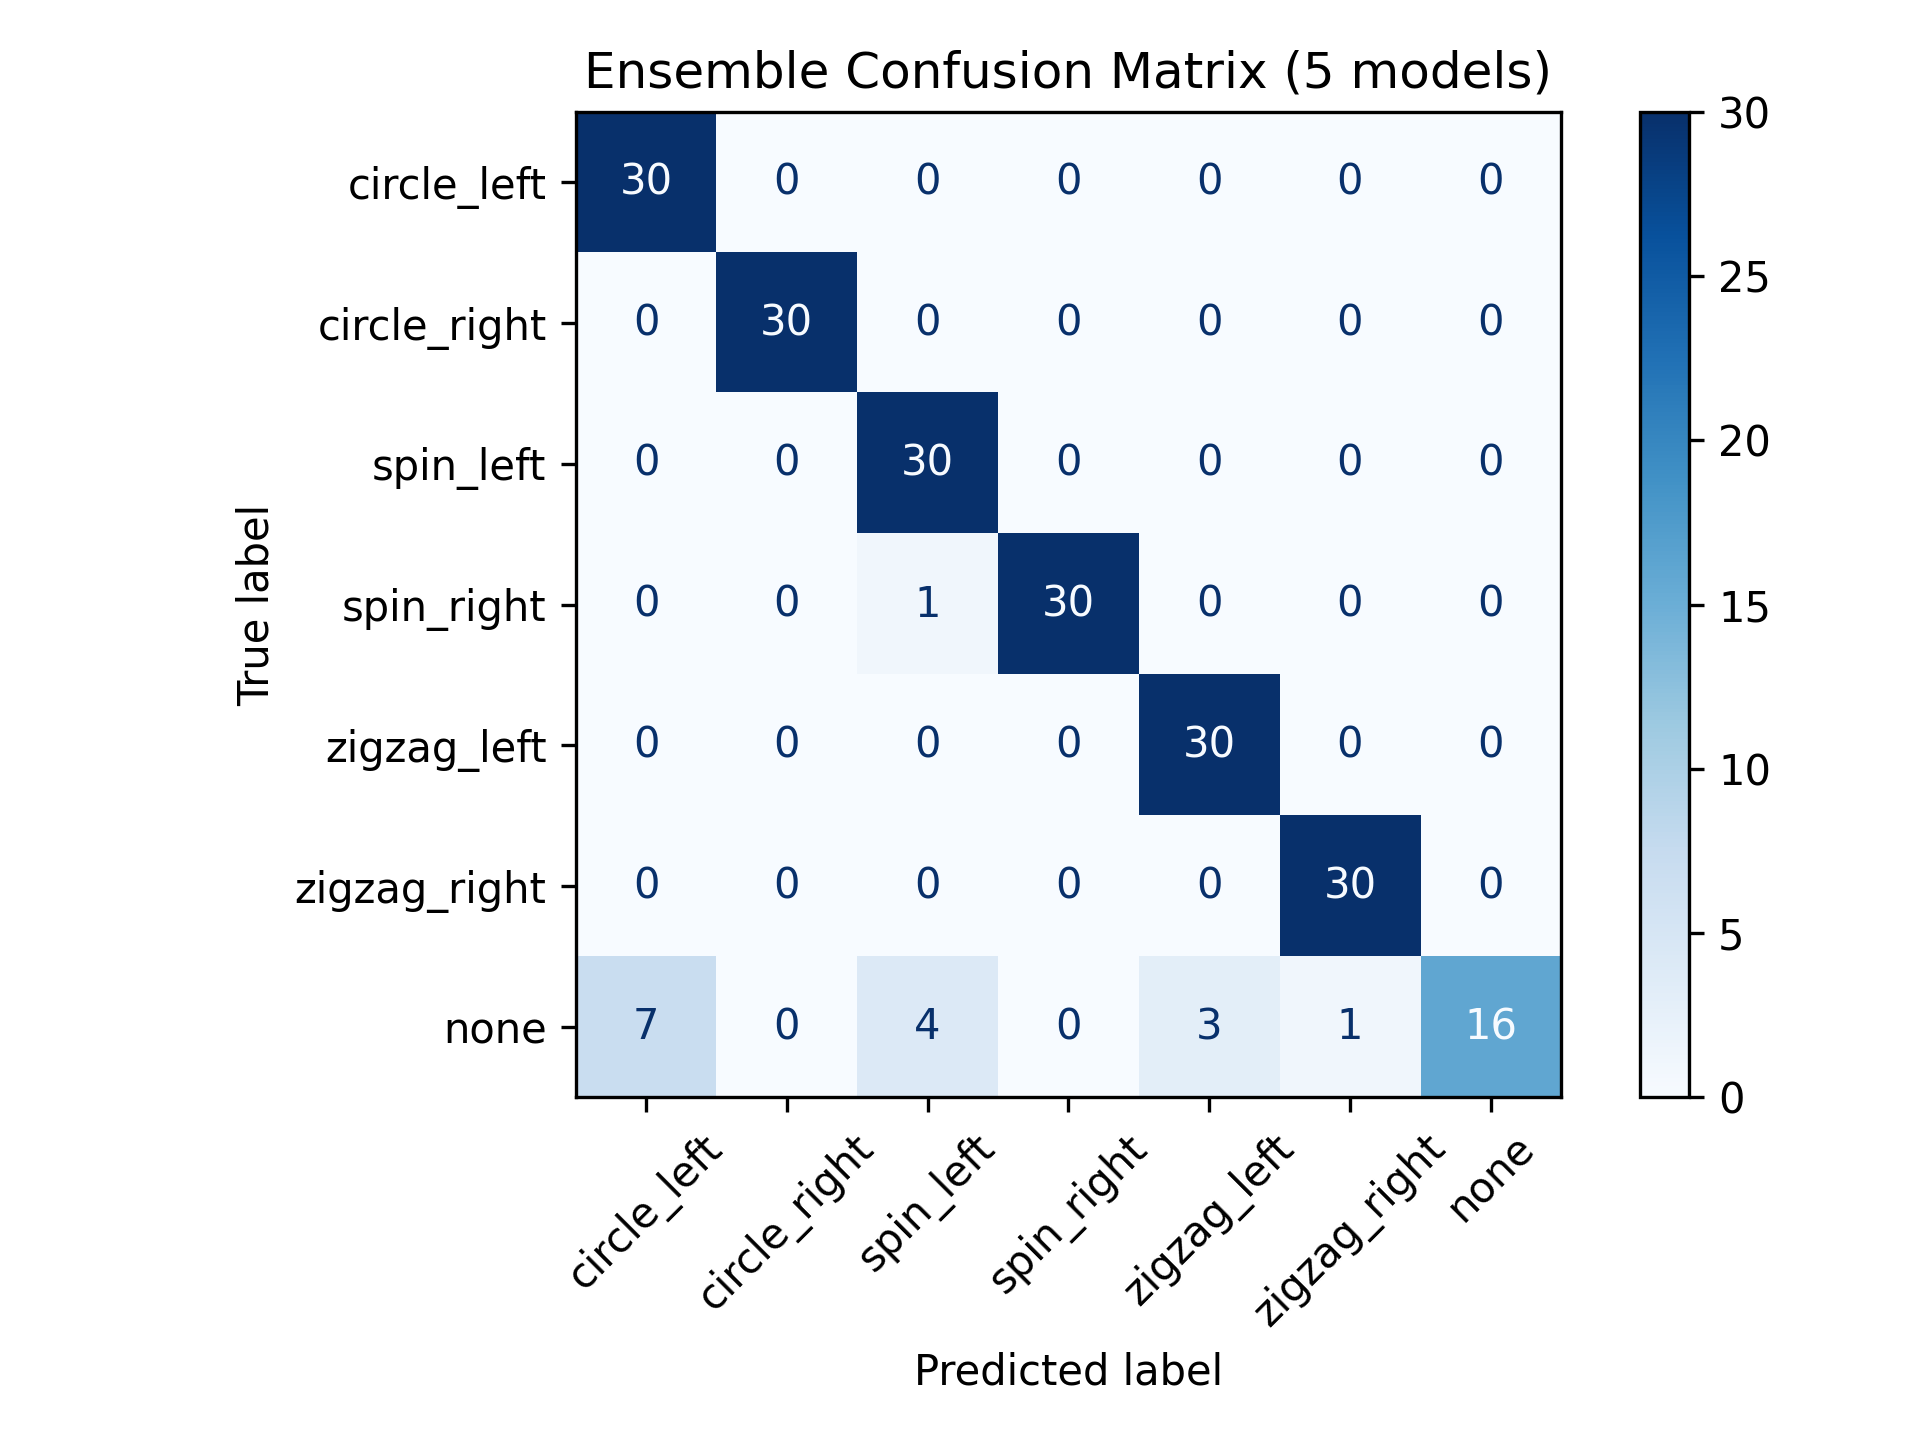 Ensemble Confusion Matrix (5 models)
circle_left 30 0 0 0 0 0 0
circle_right 0 30 0 0 0 0 0
spin_left 0 0 30 0 0 0 0
spin_right 0 0 1 30 0 0 0
zigzag_left 0 0 0 0 30 0 0
zigzag_right 0 0 0 0 0 30 0
none 7 0 4 0 3 1 16
True label
circle_left circle_right spin_left spin_right zigzag_left zigzag_right none
Predicted label
30
25
20
15
10
5
0